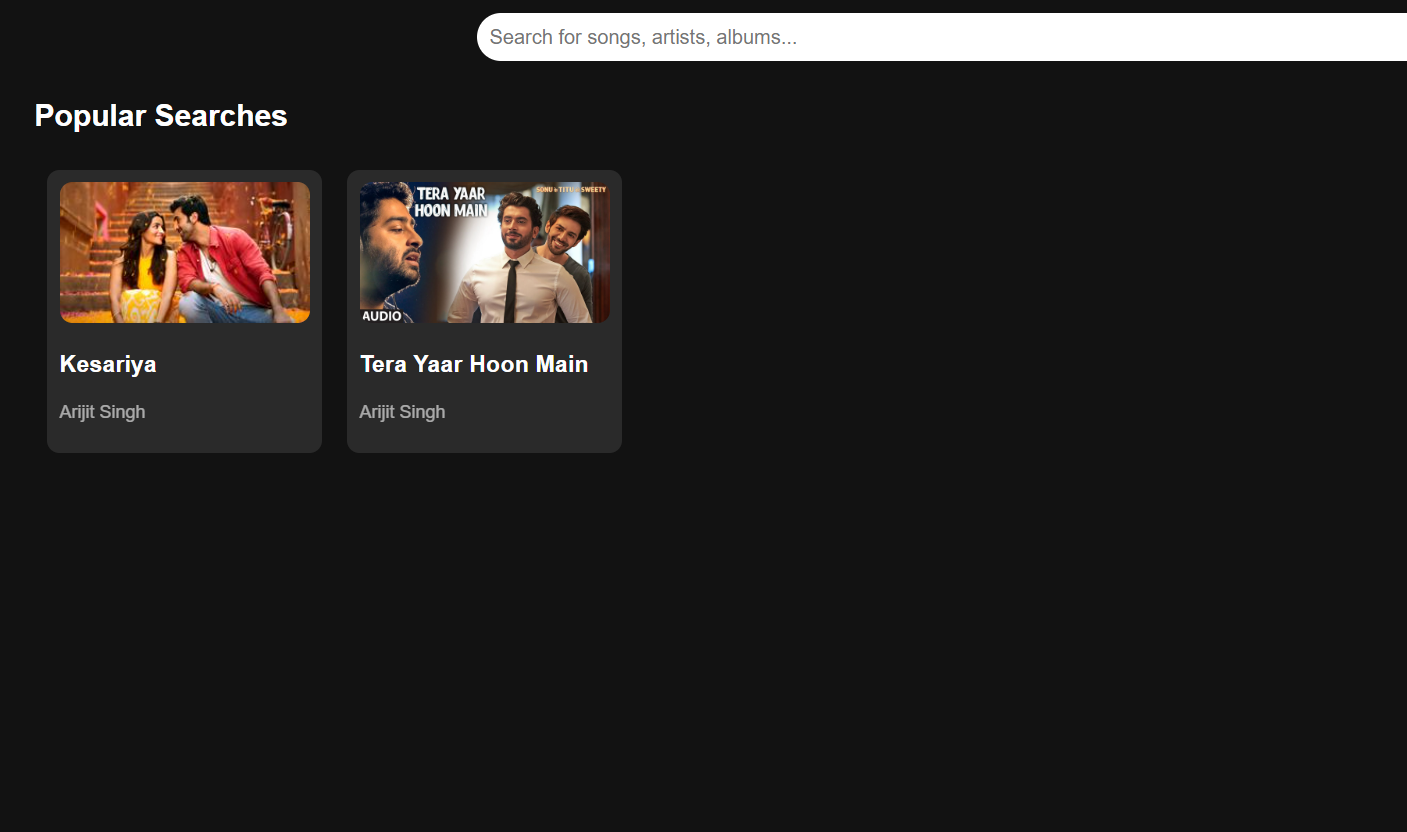 Search for songs, artists, albums...
Popular Searches
TERA YAAR
HOON MAIN
SONU K TITU KI SWEETY
AUDIO
Kesariya
Tera Yaar Hoon Main
Arijit Singh
Arijit Singh